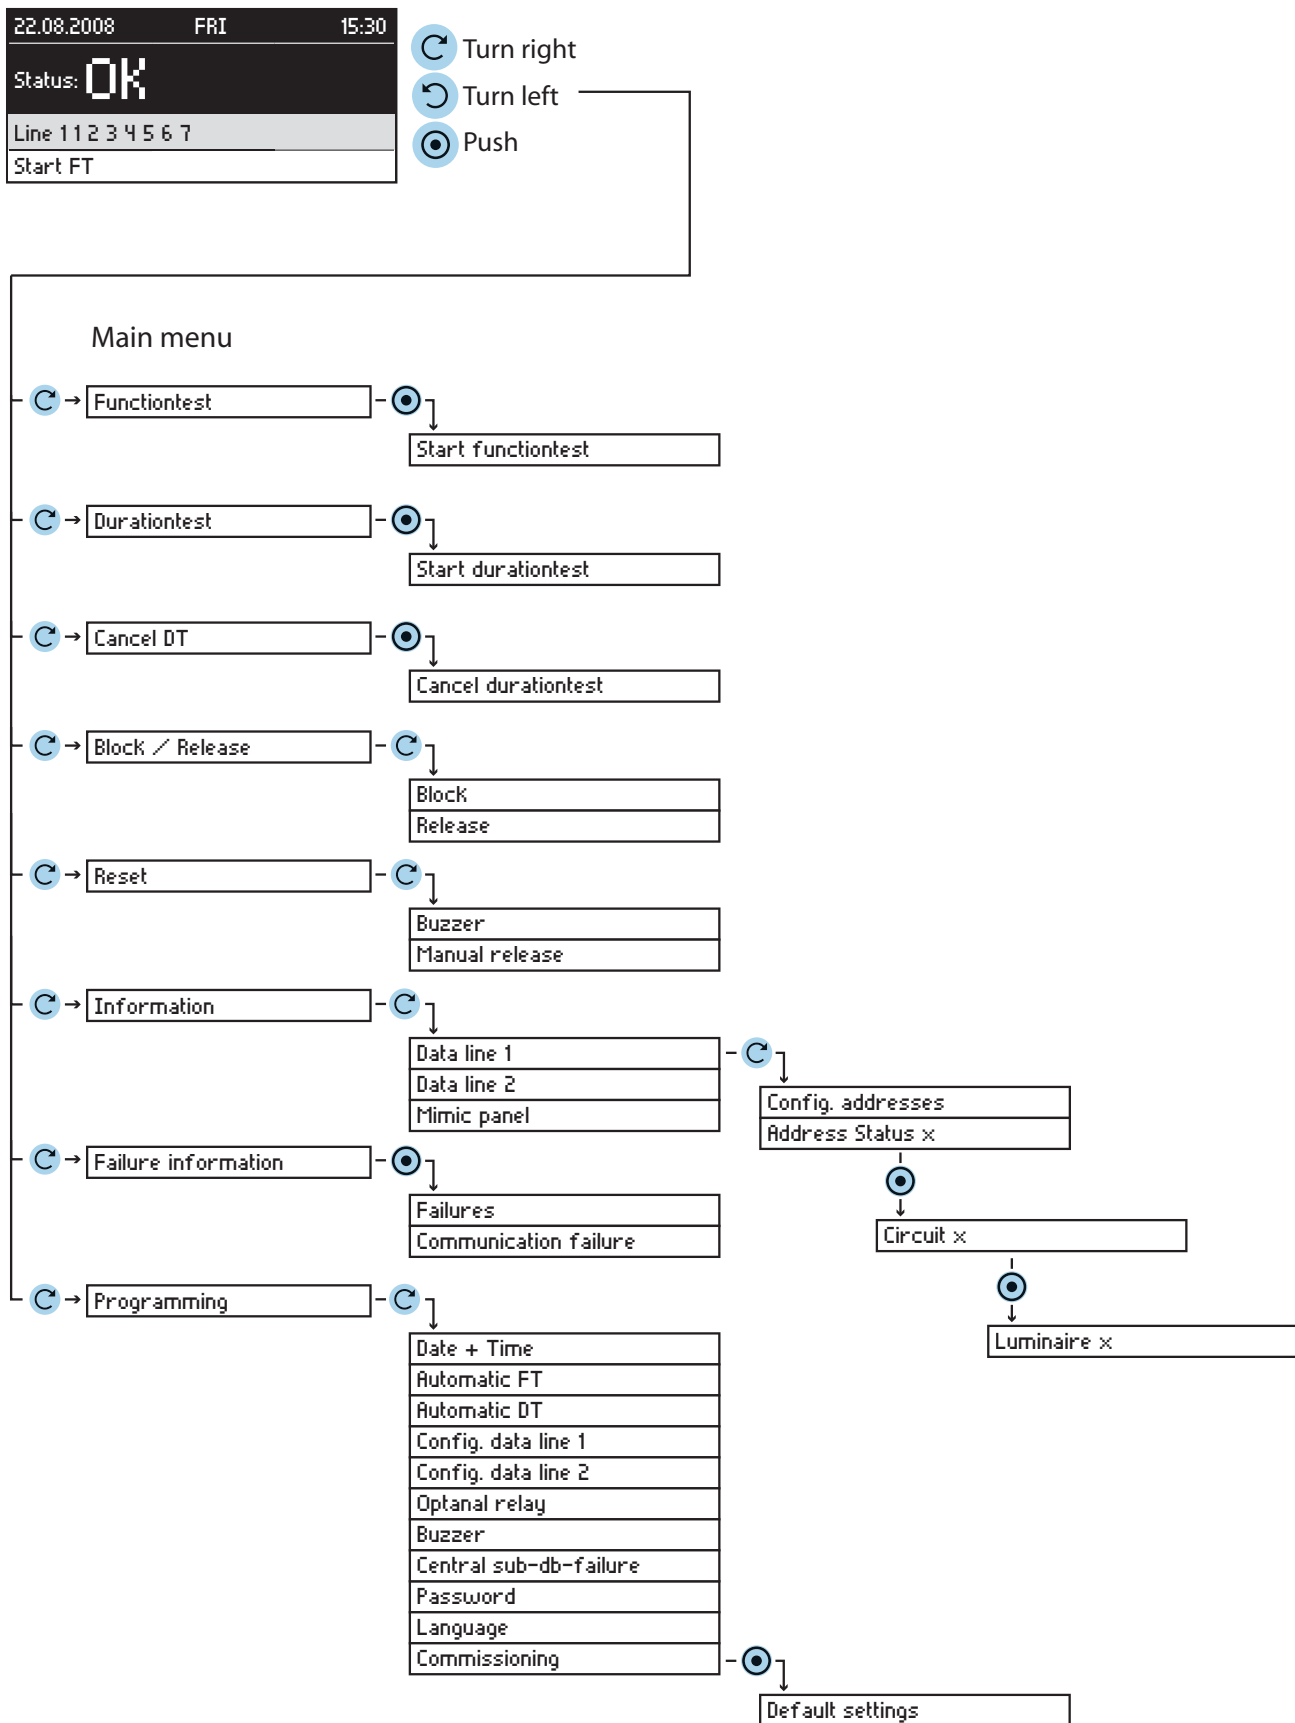 22.08.2008 FRI 15:30
Status: OK
Line 1 1 2 3 4 5 6 7
Start FT
Turn right
Turn left
Push
Main menu
Functiontest
Start functiontest
Durationtest
Start durationtest
Cancel DT
Cancel durationtest
Block / Release
Block
Release
Reset
Buzzer
Manual release
Information
Data line 1
Data line 2
Mimic panel
Config. addresses
Address Status x
Circuit x
Luminaire x
Failure information
Failures
Communication failure
Programming
Date + Time
Automatic FT
Automatic DT
Config. data line 1
Config. data line 2
Optanal relay
Buzzer
Central sub-db-failure
Password
Language
Commissioning
Default settings